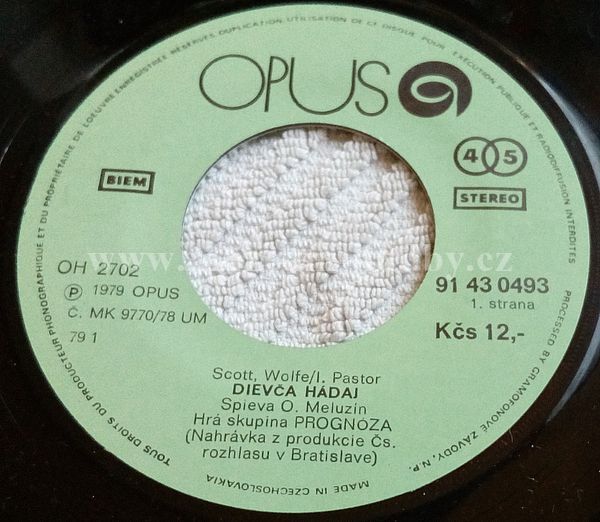 TOUS DROITS DU PRODUCTEUR PHONOGRAPHIQUE ET DU PROPRIÉTAIRE DE L'OEUVRE ENREGISTRÉE RÉSERVÉS DUPLICATION UTILISATION DE CE DISQUE POUR EXÉCUTION PUBLIQUE ET RADIODIFFUSION INTERDITES
OPUS
45
BIEM
STEREO
OH 2702
℗ 1979 OPUS
Č. MK 9770/78 UM
79 1
91 43 0493
1. strana
Kčs 12,-
Scott, Wolfe/I. Pastor
DIEVČA HÁDAJ
Spieva O. Meluzín
Hrá skupina PROGNÓZA
(Nahrávka z produkcie Čs.
rozhlasu v Bratislave)
MADE IN CZECHOSLOVAKIA
PROCESSED BY GRAMOFONOVÉ ZÁVODY, N.P.